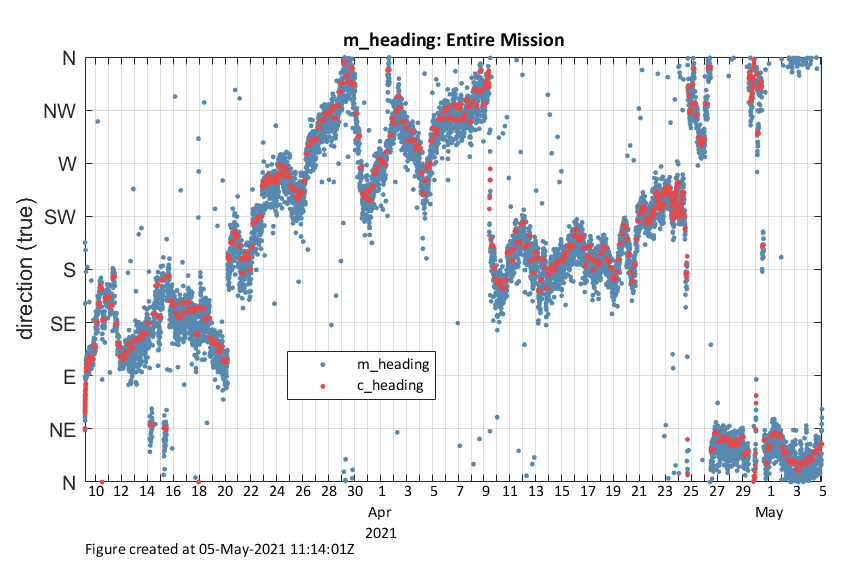 m_heading: Entire Mission
direction (true)
N
NW
W
SW
S
SE
E
NE
N
m_heading
c_heading
10 12 14 16 18 20 22 24 26 28 30 1 3 5 7 9 11 13 15 17 19 21 23 25 27 29 1 3 5
Apr May
2021
Figure created at 05-May-2021 11:14:01Z